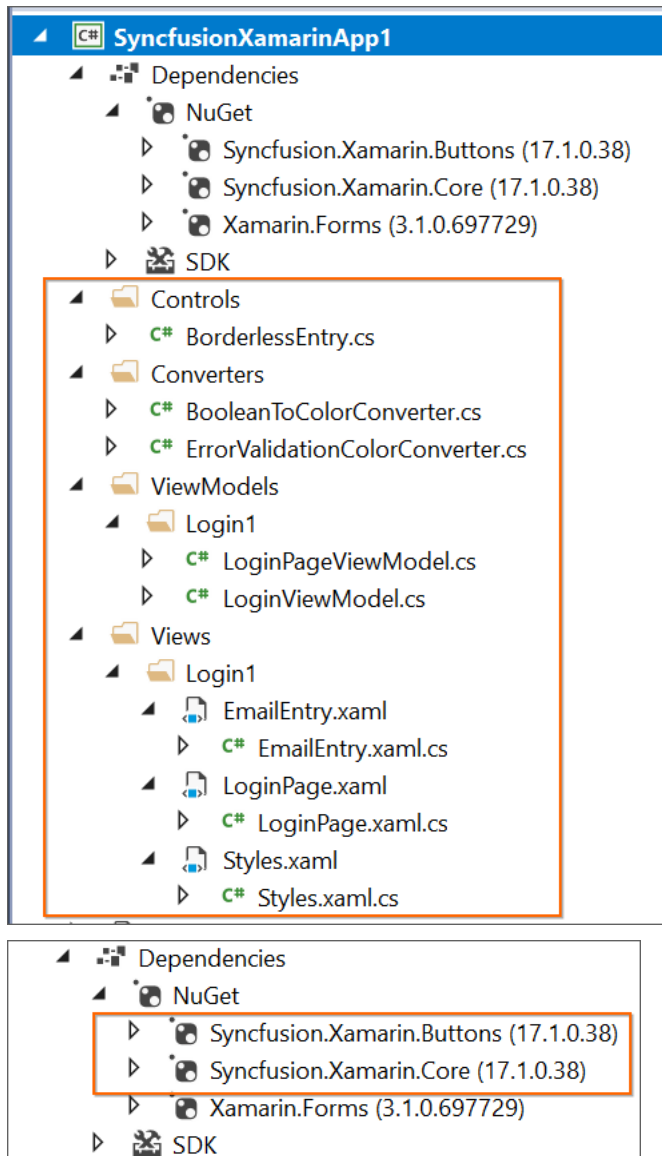 C# SyncfusionXamarinApp1
Dependencies
NuGet
Syncfusion.Xamarin.Buttons (17.1.0.38)
Syncfusion.Xamarin.Core (17.1.0.38)
Xamarin.Forms (3.1.0.697729)
SDK
Controls
C# BorderlessEntry.cs
Converters
C# BooleanToColorConverter.cs
C# ErrorValidationColorConverter.cs
ViewModels
Login1
C# LoginPageViewModel.cs
C# LoginViewModel.cs
Views
Login1
EmailEntry.xaml
C# EmailEntry.xaml.cs
LoginPage.xaml
C# LoginPage.xaml.cs
Styles.xaml
C# Styles.xaml.cs
Dependencies
NuGet
Syncfusion.Xamarin.Buttons (17.1.0.38)
Syncfusion.Xamarin.Core (17.1.0.38)
Xamarin.Forms (3.1.0.697729)
SDK